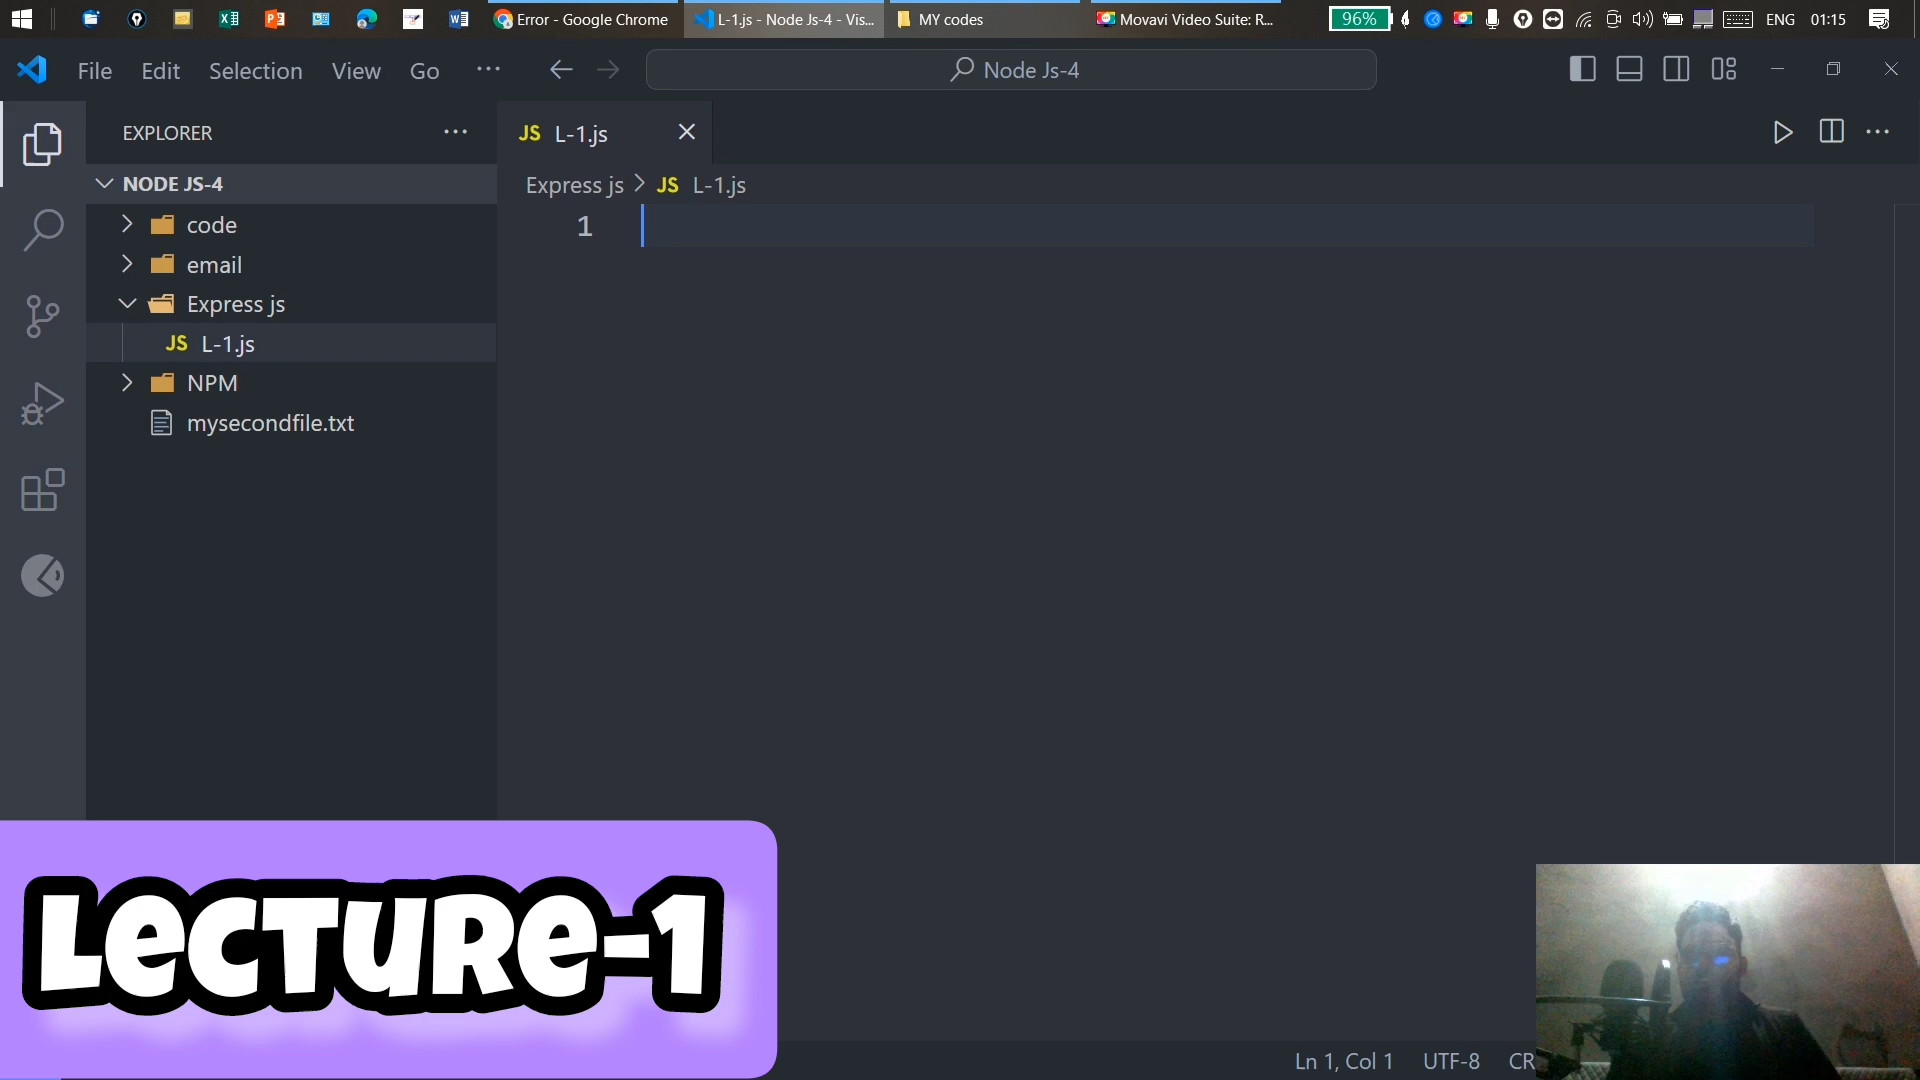 96%
Error - Google Chrome
L-1.js - Node Js-4 - Vis...
MY codes
Movavi Video Suite: R...
ENG
01:15
File
Edit
Selection
View
Go
Node Js-4
EXPLORER
JS L-1.js
NODE JS-4
Express js
JS L-1.js
code
1
email
Express js
JS L-1.js
NPM
mysecondfile.txt
LECTURE-1
Ln 1, Col 1
UTF-8
CR